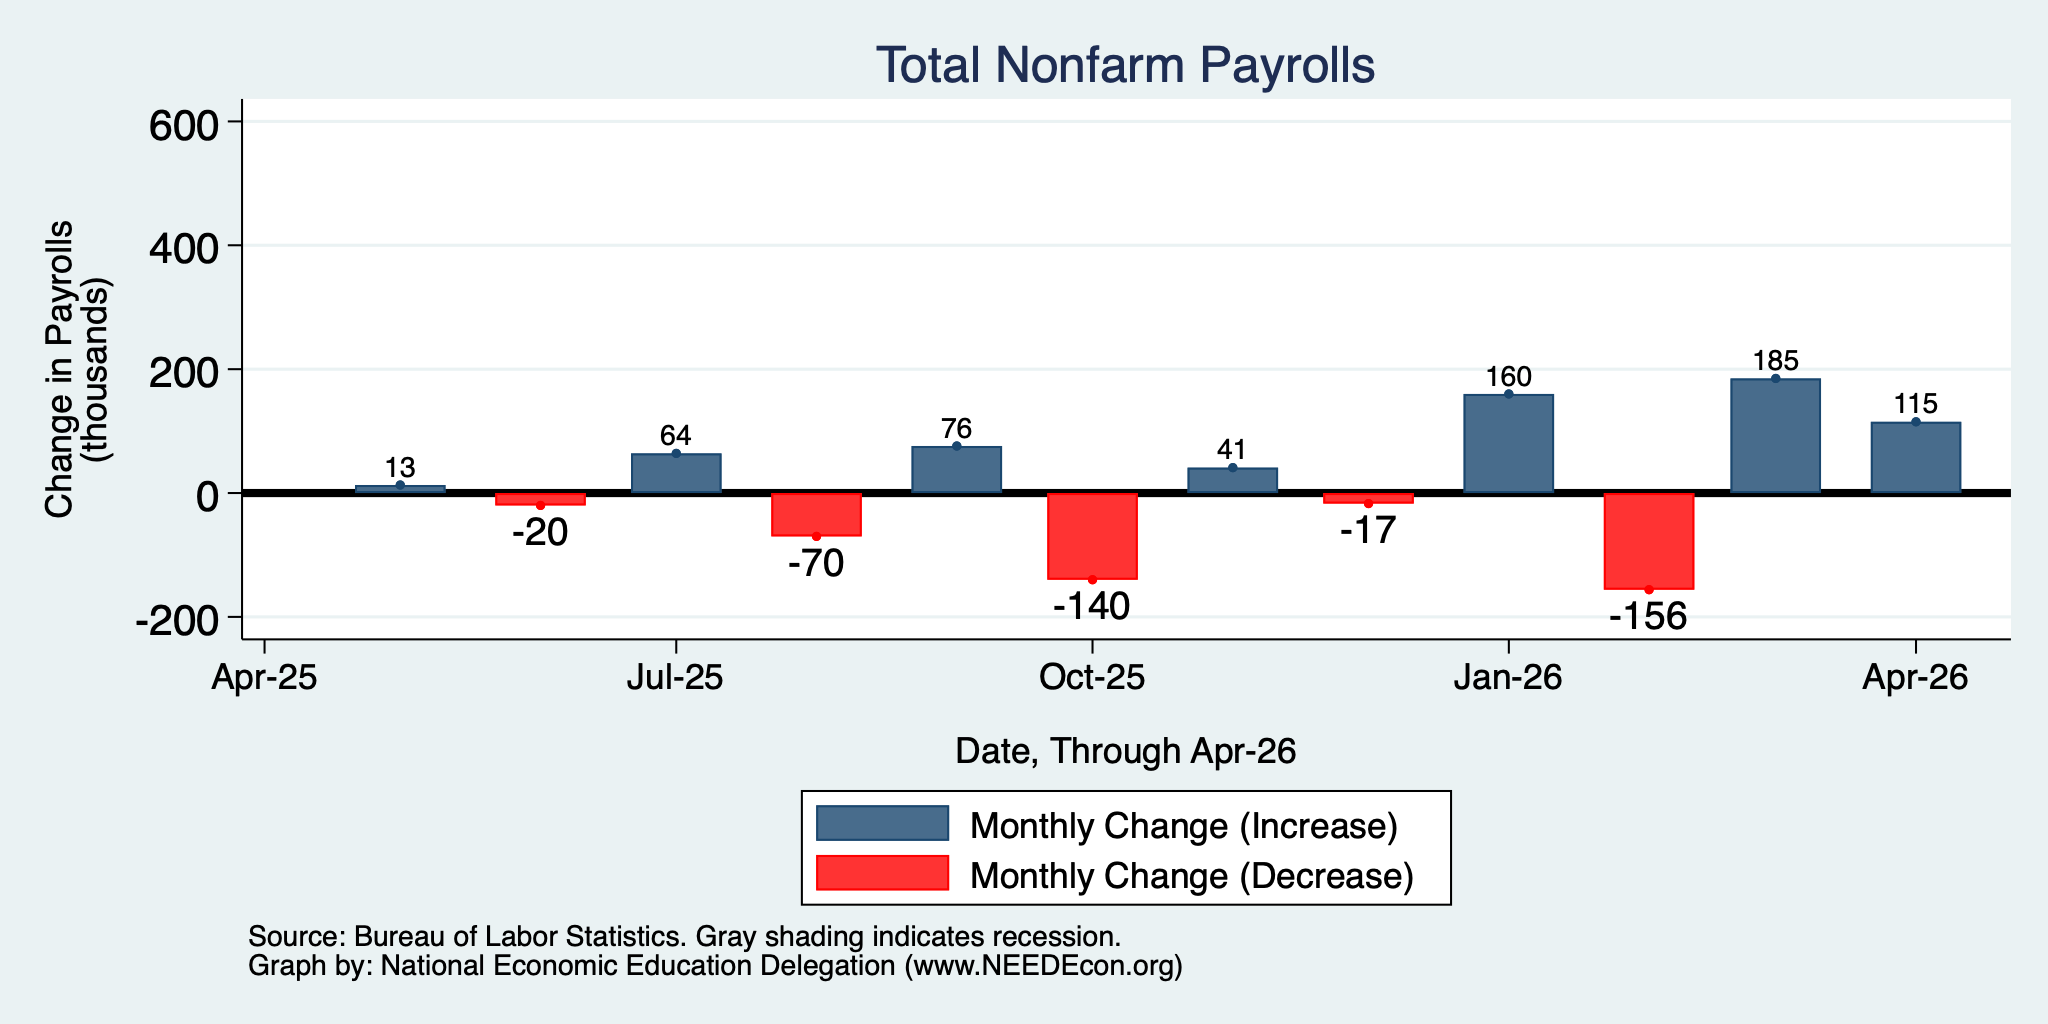 Total Nonfarm Payrolls
Change in Payrolls
(thousands)
600
400
200
0
-200
13
-20
64
-70
76
-140
41
-17
160
-156
185
115
Apr-25
Jul-25
Oct-25
Jan-26
Apr-26
Date, Through Apr-26
Monthly Change (Increase)
Monthly Change (Decrease)
Source: Bureau of Labor Statistics. Gray shading indicates recession.
Graph by: National Economic Education Delegation (www.NEEDEcon.org)